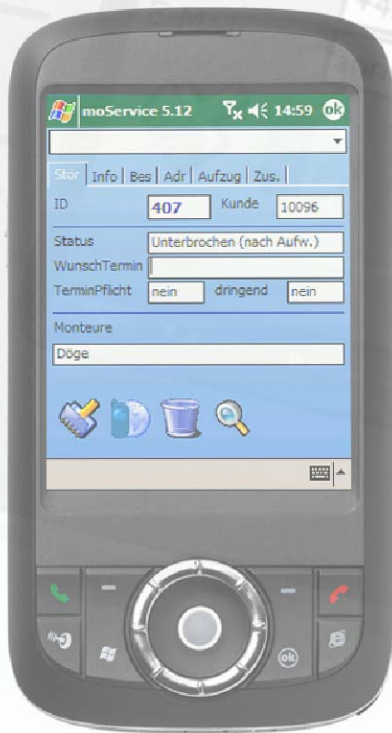 moService 5.12 14:59 ok
Stör Info Bes Adr Aufzug Zus.
ID 407 Kunde 10096
Status Unterbrochen (nach Aufw.)
WunschTermin
TerminPflicht nein dringend nein
Monteure
Döge
ok